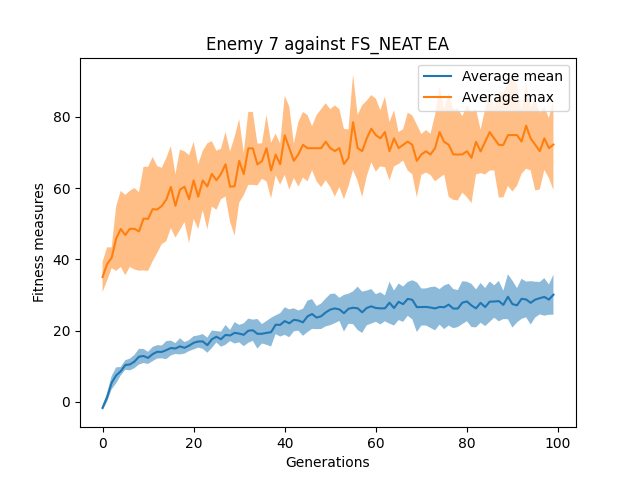 Enemy 7 against FS_NEAT EA
Average mean
Average max
Fitness measures
80
60
40
20
0
0 20 40 60 80 100
Generations